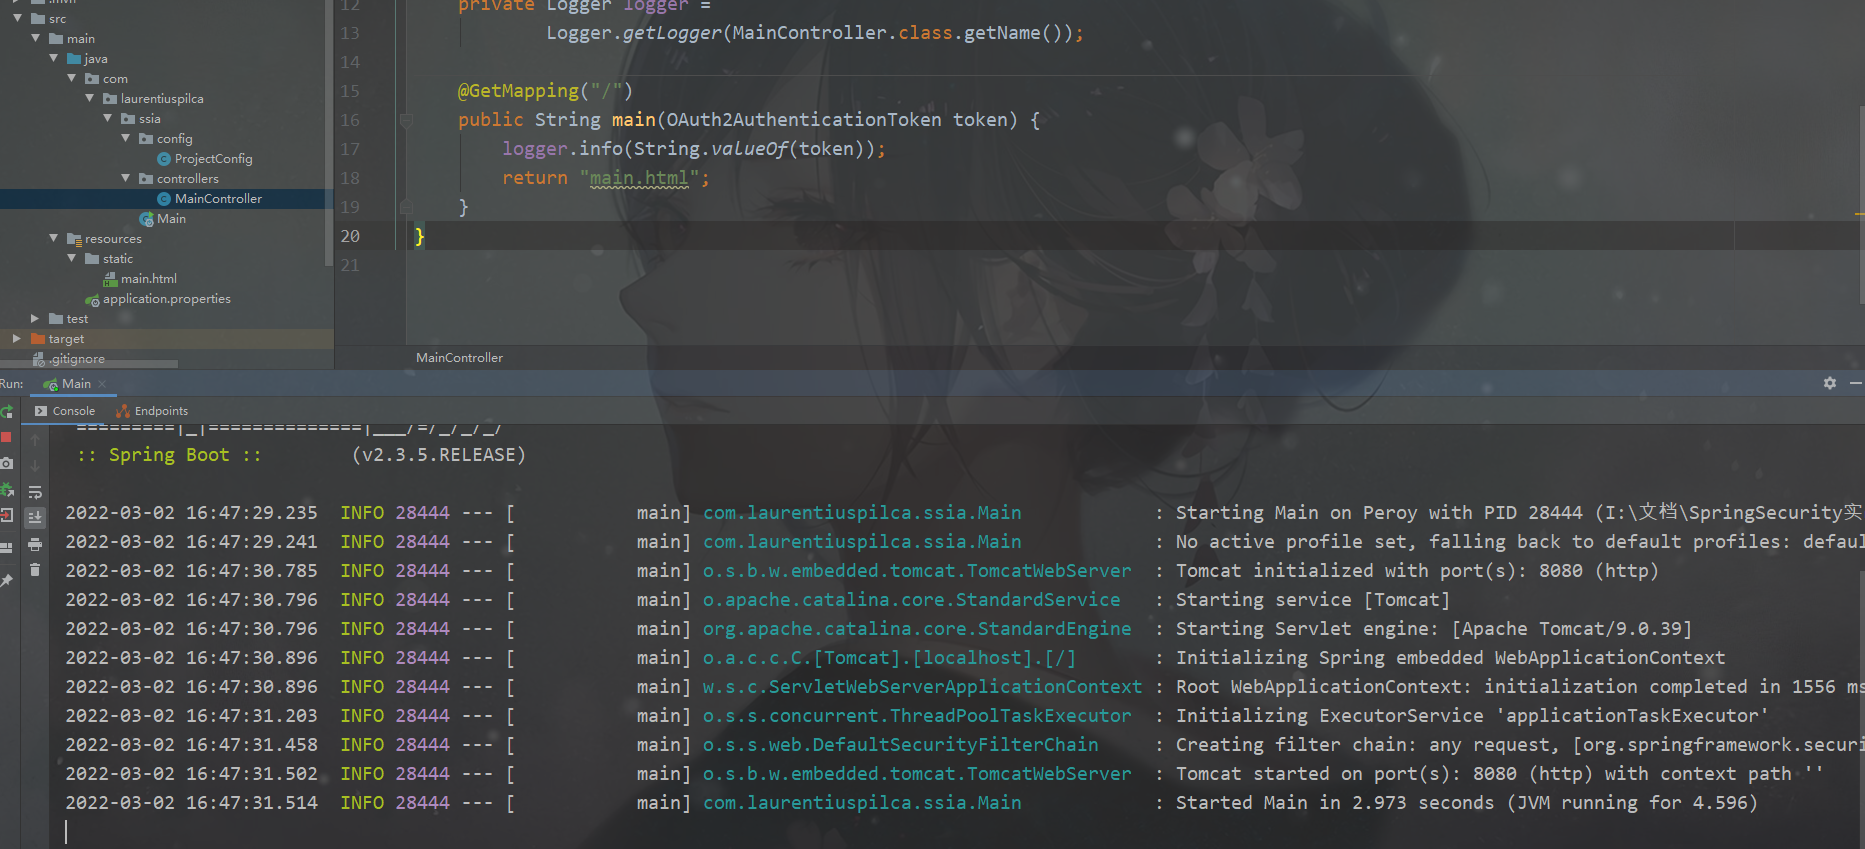 .mvn
src
main
java
com
laurentiuspilca
ssia
config
ProjectConfig
controllers
MainController
Main
resources
static
main.html
application.properties
test
target
.gitignore
12 private Logger logger =
13 Logger.getLogger(MainController.class.getName());
14
15 @GetMapping("/")
16 public String main(OAuth2AuthenticationToken token) {
17 logger.info(String.valueOf(token));
18 return "main.html";
19 }
20 }
21
MainController
Run: Main
Console Endpoints
=========|_|==============|___/=/_/_/_/
:: Spring Boot :: (v2.3.5.RELEASE)
2022-03-02 16:47:29.235 INFO 28444 --- [ main] com.laurentiuspilca.ssia.Main : Starting Main on Peroy with PID 28444 (I:\文档\SpringSecurity实
2022-03-02 16:47:29.241 INFO 28444 --- [ main] com.laurentiuspilca.ssia.Main : No active profile set, falling back to default profiles: defaul
2022-03-02 16:47:30.785 INFO 28444 --- [ main] o.s.b.w.embedded.tomcat.TomcatWebServer : Tomcat initialized with port(s): 8080 (http)
2022-03-02 16:47:30.796 INFO 28444 --- [ main] o.apache.catalina.core.StandardService : Starting service [Tomcat]
2022-03-02 16:47:30.796 INFO 28444 --- [ main] org.apache.catalina.core.StandardEngine : Starting Servlet engine: [Apache Tomcat/9.0.39]
2022-03-02 16:47:30.896 INFO 28444 --- [ main] o.a.c.c.C.[Tomcat].[localhost].[/] : Initializing Spring embedded WebApplicationContext
2022-03-02 16:47:30.896 INFO 28444 --- [ main] w.s.c.ServletWebServerApplicationContext : Root WebApplicationContext: initialization completed in 1556 ms
2022-03-02 16:47:31.203 INFO 28444 --- [ main] o.s.s.concurrent.ThreadPoolTaskExecutor : Initializing ExecutorService 'applicationTaskExecutor'
2022-03-02 16:47:31.458 INFO 28444 --- [ main] o.s.s.web.DefaultSecurityFilterChain : Creating filter chain: any request, [org.springframework.securi
2022-03-02 16:47:31.502 INFO 28444 --- [ main] o.s.b.w.embedded.tomcat.TomcatWebServer : Tomcat started on port(s): 8080 (http) with context path ''
2022-03-02 16:47:31.514 INFO 28444 --- [ main] com.laurentiuspilca.ssia.Main : Started Main in 2.973 seconds (JVM running for 4.596)